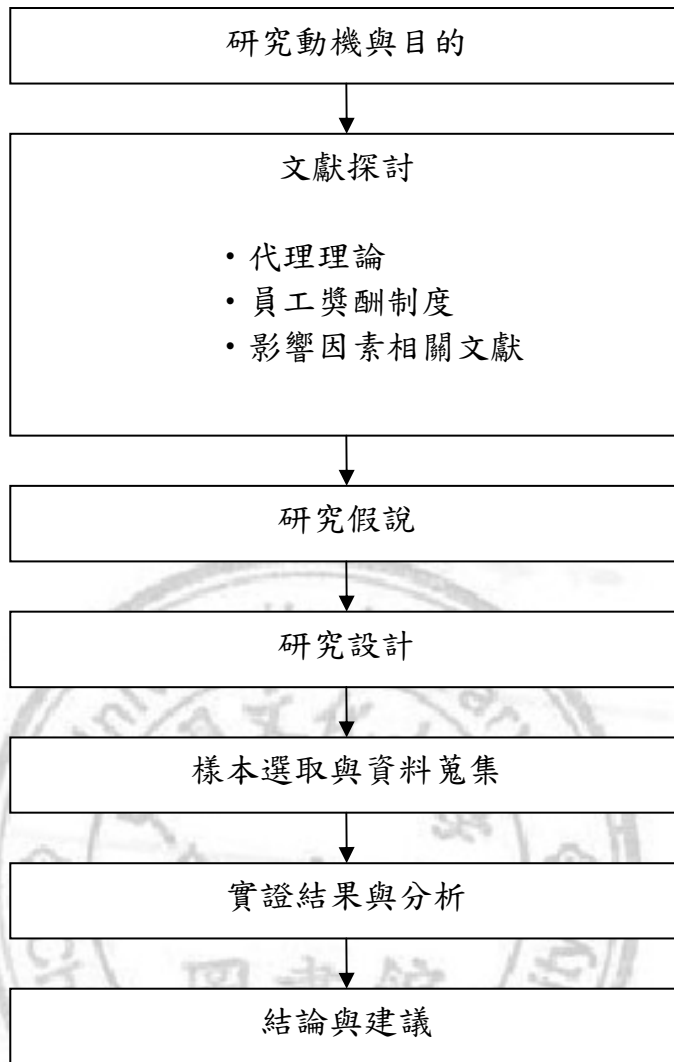 研究動機與目的
文獻探討
・代理理論
・員工獎酬制度
・影響因素相關文獻
研究假說
研究設計
樣本選取與資料蒐集
實證結果與分析
結論與建議